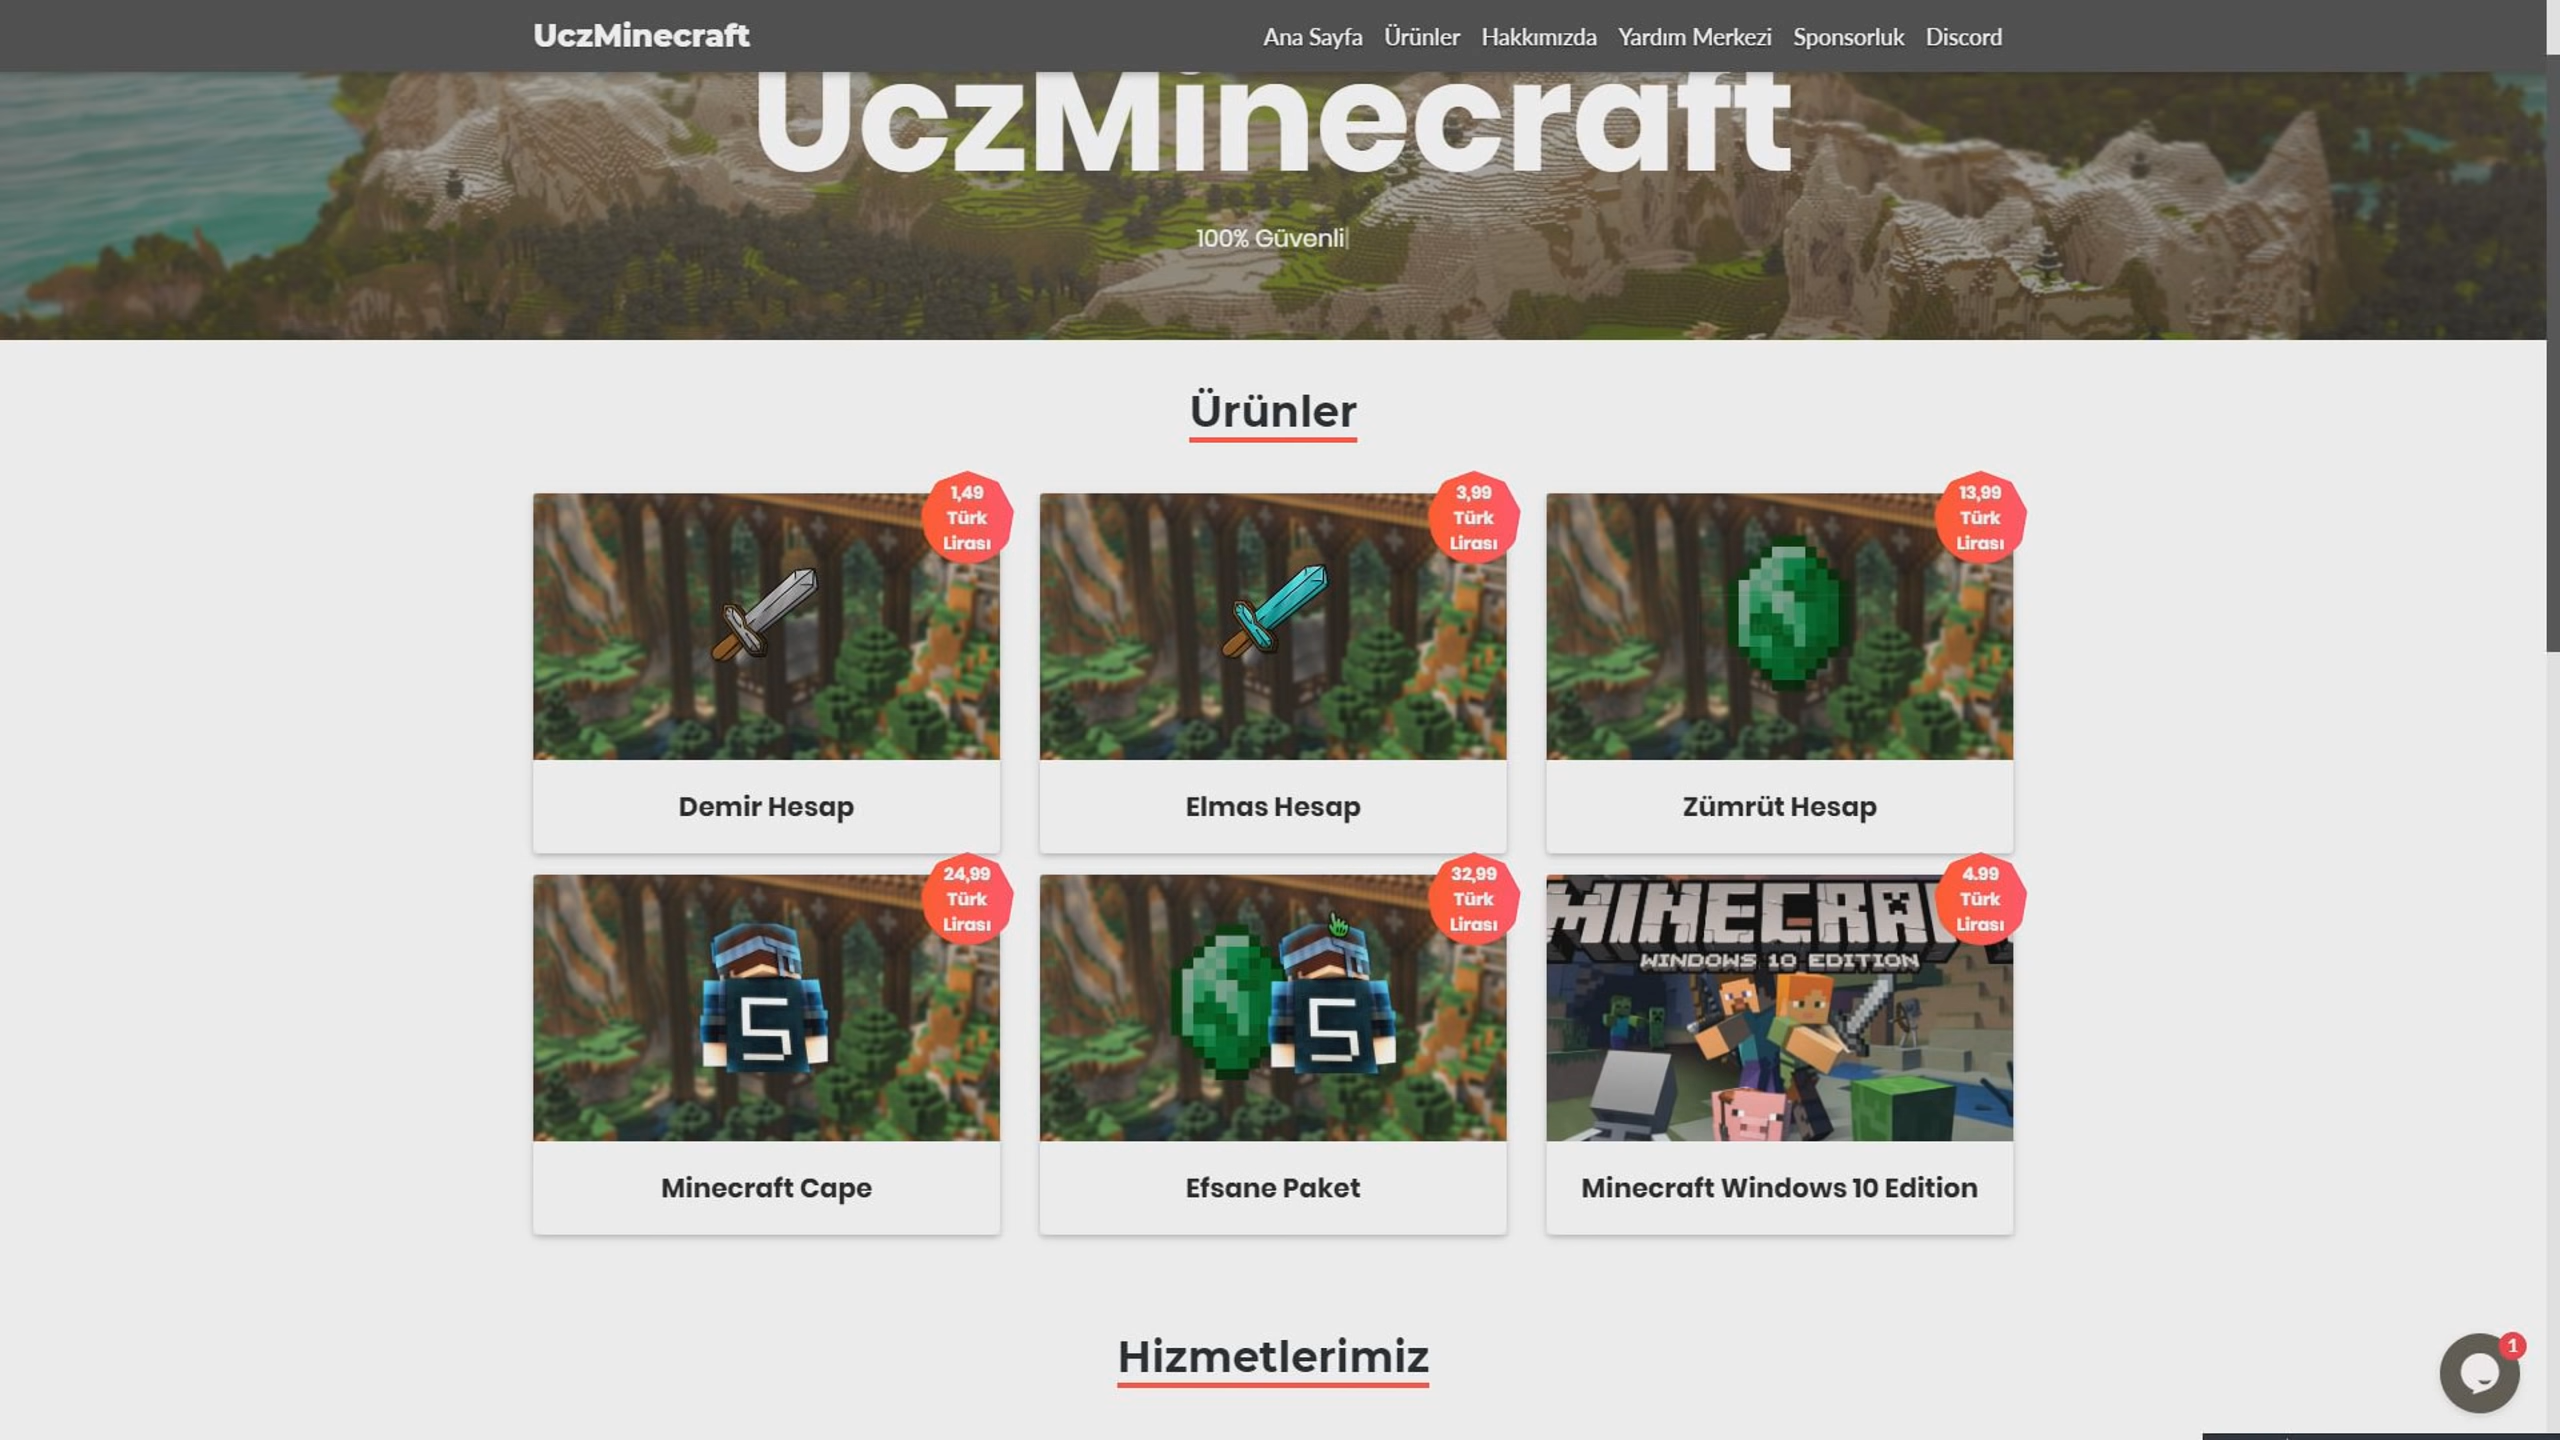 UczMinecraft
Ana Sayfa Ürünler Hakkımızda Yardım Merkezi Sponsorluk Discord
UczMinecraft
100% Güvenli
Ürünler
1,49
Türk
Lirası
3,99
Türk
Lirası
13,99
Türk
Lirası
Demir Hesap
Elmas Hesap
Zümrüt Hesap
24,99
Türk
Lirası
32,99
Türk
Lirası
4.99
Türk
Lirası
WINDOWS 10 EDITION
Minecraft Cape
Efsane Paket
Minecraft Windows 10 Edition
Hizmetlerimiz
1